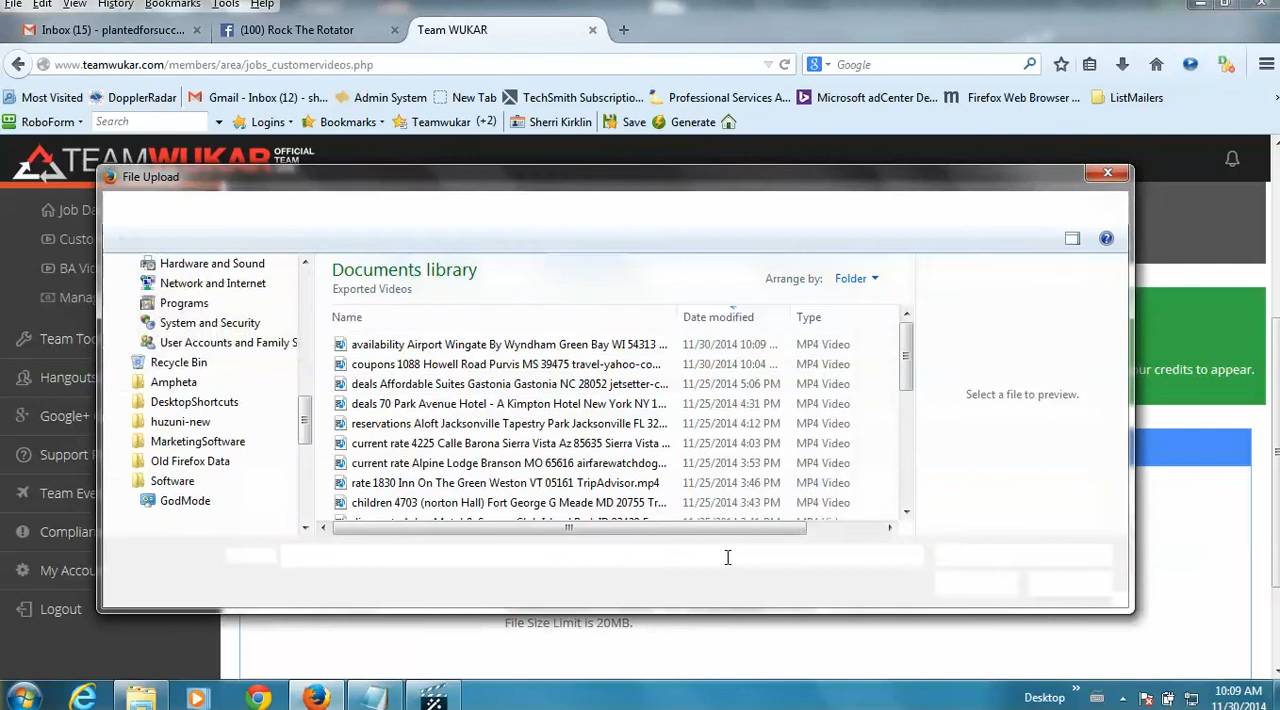 File Edit View History Bookmarks Tools Help
Inbox (15) - plantedforsucc... (100) Rock The Rotator Team WUKAR
www.teamwukar.com/members/area/jobs_customervideos.php Google
Most Visited DopplerRadar Gmail - Inbox (12) - sh... Admin System New Tab TechSmith Subscriptio... Professional Services A... Microsoft adCenter De... Firefox Web Browser ... ListMailers
RoboForm Search Logins Bookmarks Teamwukar (+2) Sherri Kirklin Save Generate
TEAMWUKAR OFFICIAL TEAM
File Upload
Job Da
Custo
BA Vi
Mana
Team Too
Hangouts
Google+
Support
Team Eve
Complian
My Accou
Logout
Hardware and Sound
Network and Internet
Programs
System and Security
User Accounts and Family S
Recycle Bin
Ampheta
DesktopShortcuts
huzuni-new
MarketingSoftware
Old Firefox Data
Software
GodMode
Documents library
Exported Videos
Arrange by: Folder
Name Date modified Type
availability Airport Wingate By Wyndham Green Bay WI 54313 ... 11/30/2014 10:09 ... MP4 Video
coupons 1088 Howell Road Purvis MS 39475 travel-yahoo-co... 11/30/2014 10:04 ... MP4 Video
deals Affordable Suites Gastonia Gastonia NC 28052 jetsetter-c... 11/25/2014 5:06 PM MP4 Video
deals 70 Park Avenue Hotel - A Kimpton Hotel New York NY 1... 11/25/2014 4:31 PM MP4 Video
reservations Aloft Jacksonville Tapestry Park Jacksonville FL 32... 11/25/2014 4:12 PM MP4 Video
current rate 4225 Calle Barona Sierra Vista Az 85635 Sierra Vista ... 11/25/2014 4:03 PM MP4 Video
current rate Alpine Lodge Branson MO 65616 airfarewatchdog... 11/25/2014 3:53 PM MP4 Video
rate 1830 Inn On The Green Weston VT 05161 TripAdvisor.mp4 11/25/2014 3:46 PM MP4 Video
children 4703 (norton Hall) Fort George G Meade MD 20755 Tr... 11/25/2014 3:43 PM MP4 Video
Select a file to preview.
our credits to appear.
File Size Limit is 20MB.
Desktop
10:09 AM
11/30/2014